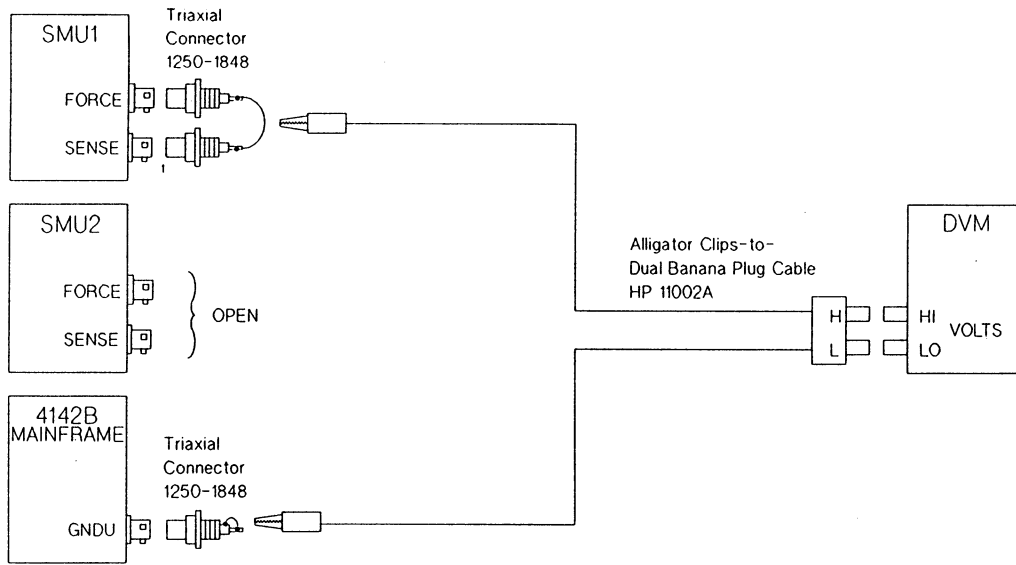 SMU1
FORCE
SENSE
Triaxial
Connector
1250-1848
SMU2
FORCE
SENSE
OPEN
4142B
MAINFRAME
GNDU
Triaxial
Connector
1250-1848
Alligator Clips-to-
Dual Banana Plug Cable
HP 11002A
H
L
DVM
HI
VOLTS
LO